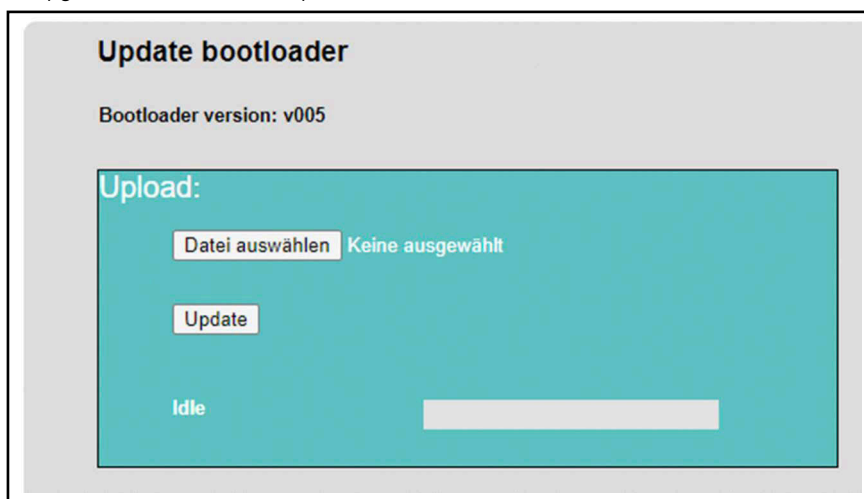 Update bootloader
Bootloader version: v005
Upload:
Datei auswählen Keine ausgewählt
Update
Idle